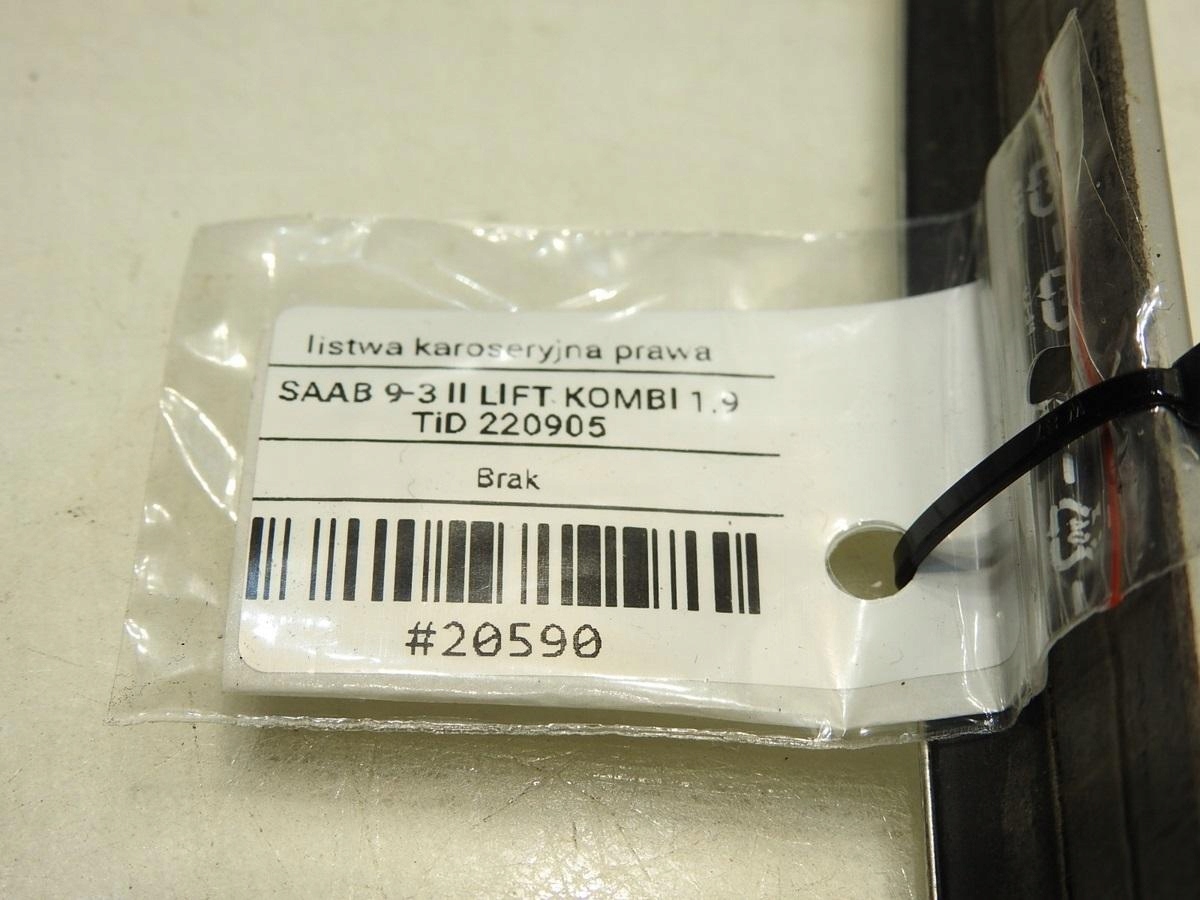 listwa karoseryjna prawa
SAAB 9-3 II LIFT KOMBI 1.9
TiD 220905
Brak
#20590